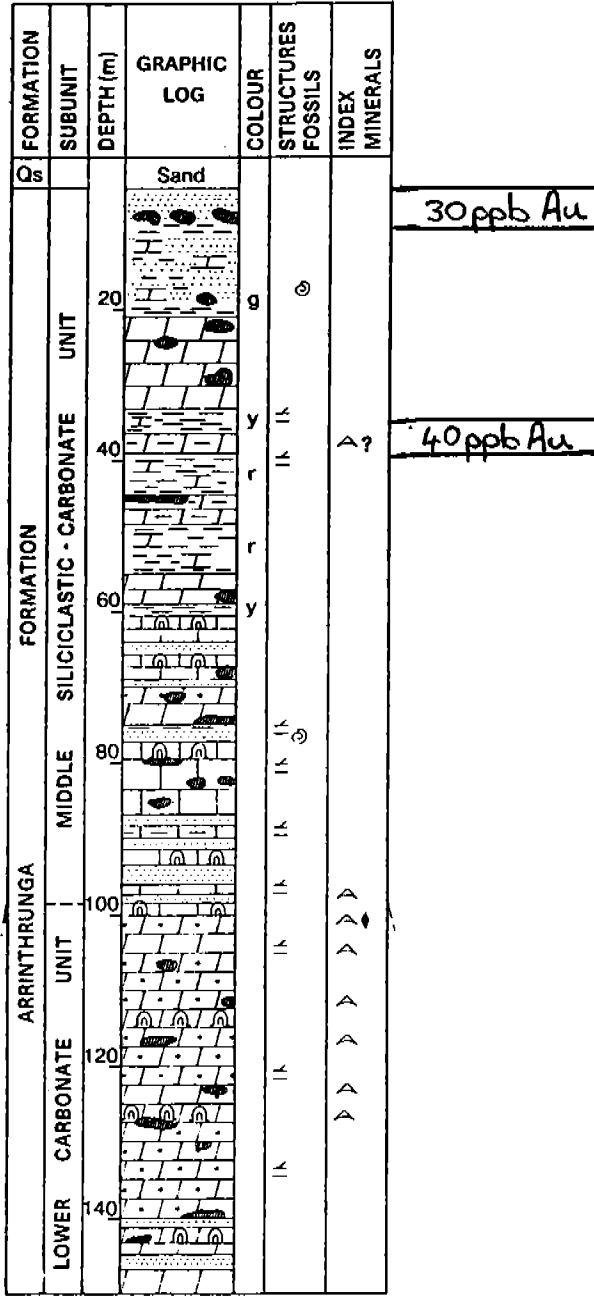 FORMATION
SUBUNIT
DEPTH (m)
GRAPHIC
LOG
COLOUR
STRUCTURES
FOSSILS
INDEX
MINERALS
Qs
Sand
30ppb Au
20
g
y
40ppb Au
40
?
r
r
60
y
80
100
120
140
ARRINTHRUNGA FORMATION
MIDDLE SILICICLASTIC - CARBONATE UNIT
LOWER CARBONATE UNIT